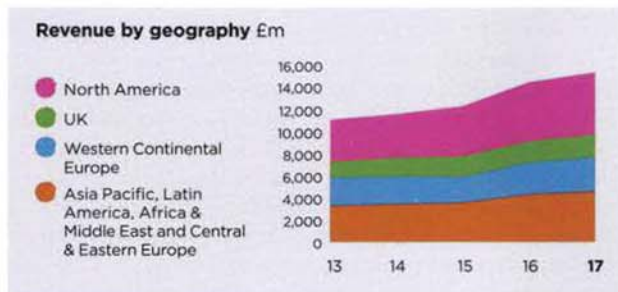 Revenue by geography £m
North America
UK
Western Continental
Europe
Asia Pacific, Latin
America, Africa &
Middle East and Central
& Eastern Europe
16,000
14,000
12,000
10,000
8,000
6,000
4,000
2,000
0
13 14 15 16 17